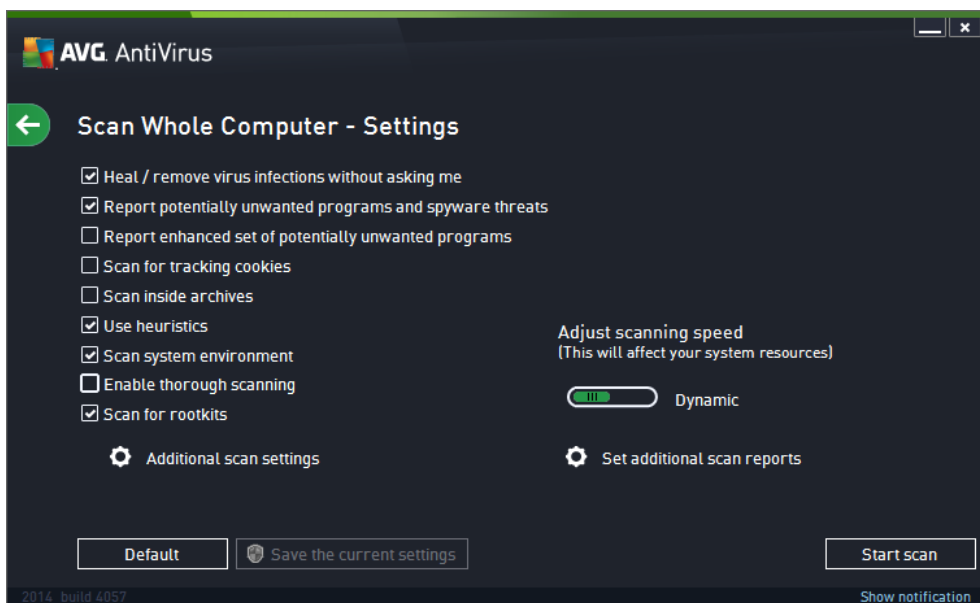 AVG. AntiVirus
Scan Whole Computer - Settings
Heal / remove virus infections without asking me
Report potentially unwanted programs and spyware threats
Report enhanced set of potentially unwanted programs
Scan for tracking cookies
Scan inside archives
Use heuristics
Scan system environment
Enable thorough scanning
Scan for rootkits
Adjust scanning speed
(This will affect your system resources)
Dynamic
Additional scan settings
Set additional scan reports
Default
Save the current settings
Start scan
2014 build 4057
Show notification